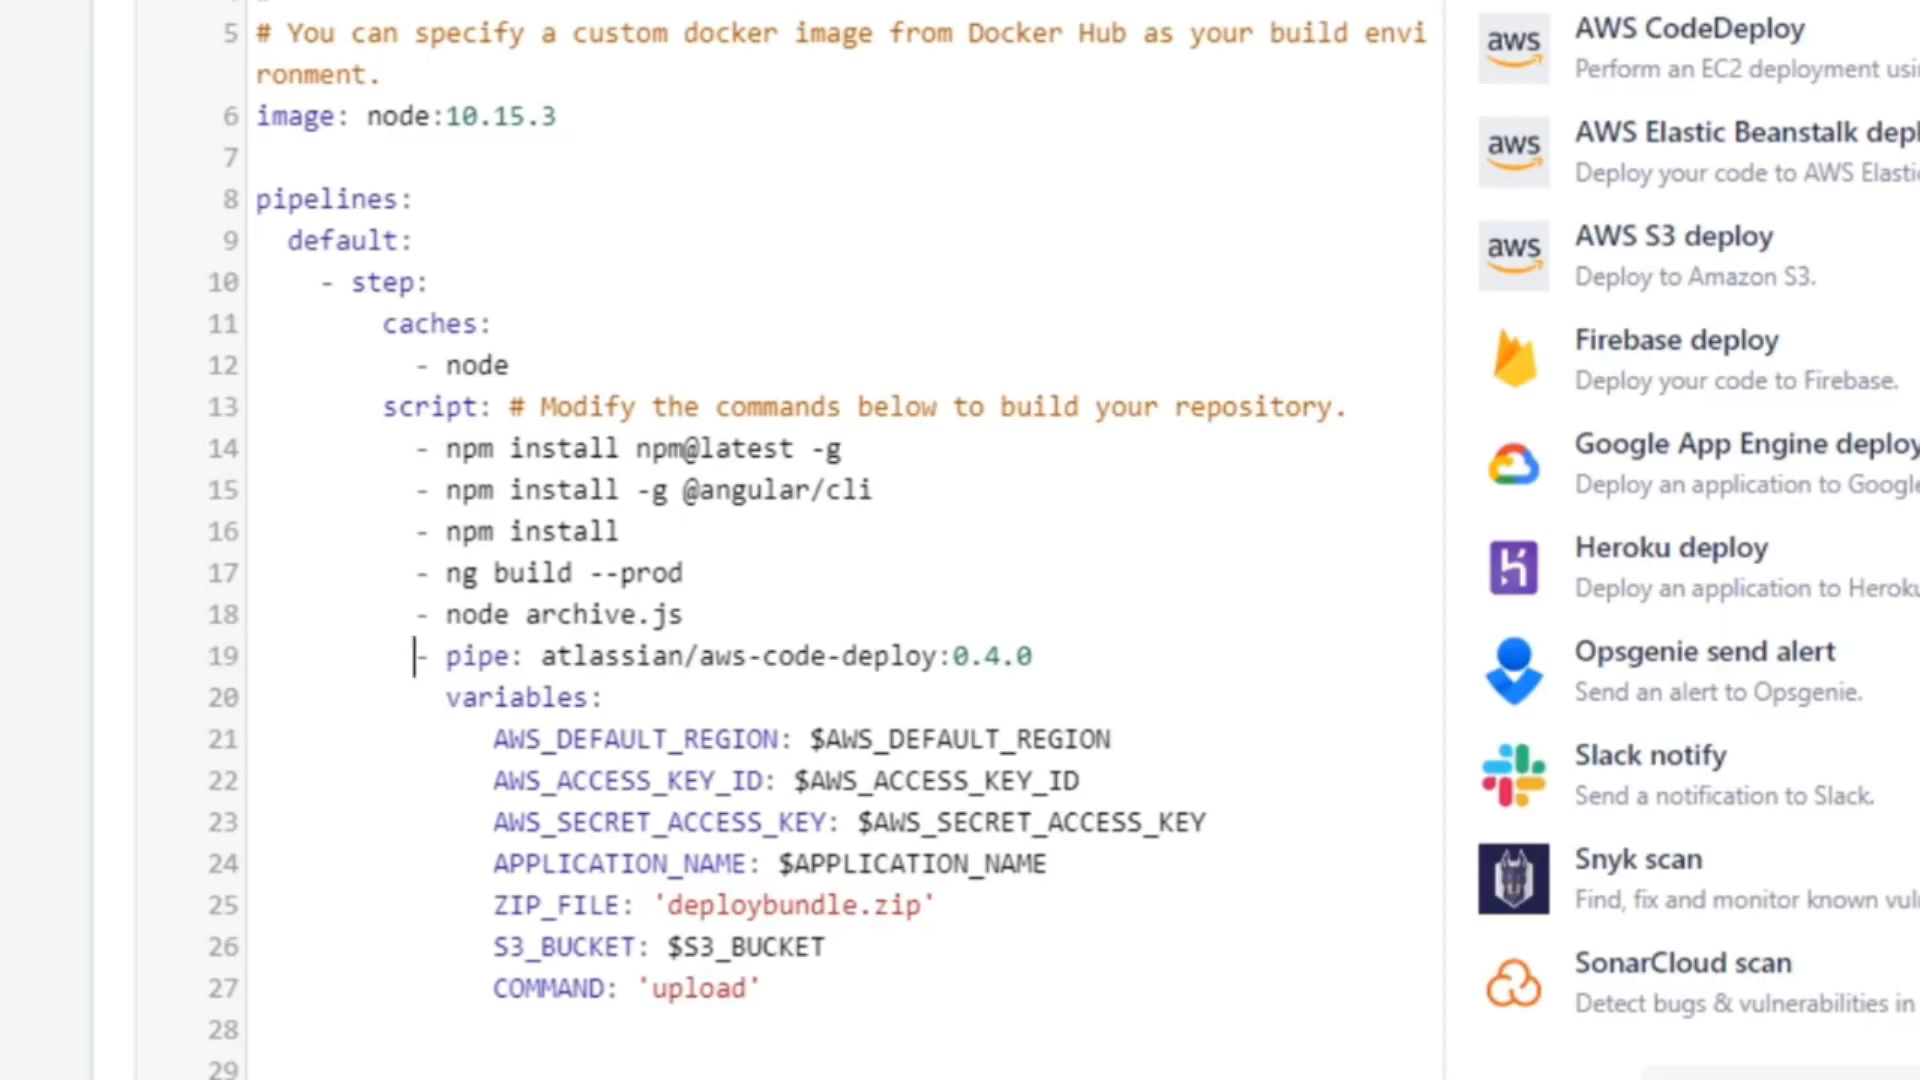 5 # You can specify a custom docker image from Docker Hub as your build envi
ronment.
6 image: node:10.15.3
7
8 pipelines:
9 default:
10 - step:
11 caches:
12 - node
13 script: # Modify the commands below to build your repository.
14 - npm install npm@latest -g
15 - npm install -g @angular/cli
16 - npm install
17 - ng build --prod
18 - node archive.js
19 - pipe: atlassian/aws-code-deploy:0.4.0
20 variables:
21 AWS_DEFAULT_REGION: $AWS_DEFAULT_REGION
22 AWS_ACCESS_KEY_ID: $AWS_ACCESS_KEY_ID
23 AWS_SECRET_ACCESS_KEY: $AWS_SECRET_ACCESS_KEY
24 APPLICATION_NAME: $APPLICATION_NAME
25 ZIP_FILE: 'deploybundle.zip'
26 S3_BUCKET: $S3_BUCKET
27 COMMAND: 'upload'
28
29
aws
AWS CodeDeploy
Perform an EC2 deployment usi
aws
AWS Elastic Beanstalk depl
Deploy your code to AWS Elasti
aws
AWS S3 deploy
Deploy to Amazon S3.
Firebase deploy
Deploy your code to Firebase.
Google App Engine deploy
Deploy an application to Google
Heroku deploy
Deploy an application to Heroku
Opsgenie send alert
Send an alert to Opsgenie.
Slack notify
Send a notification to Slack.
Snyk scan
Find, fix and monitor known vuln
SonarCloud scan
Detect bugs & vulnerabilities in